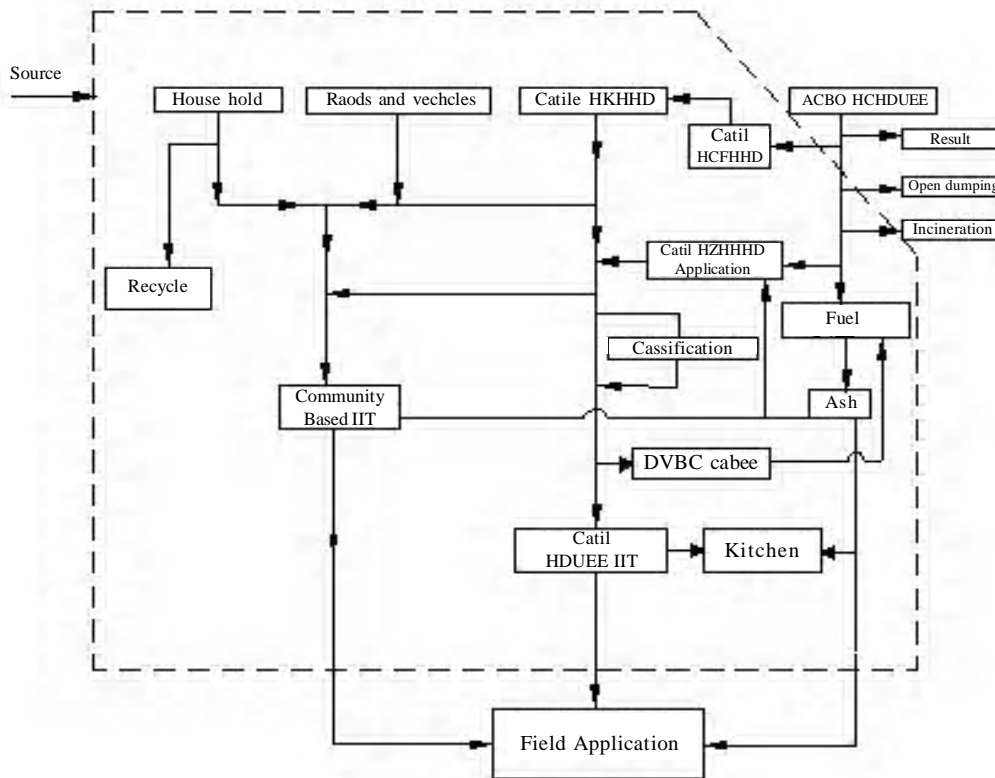 Source
House hold
Raods and vechcles
Catile HKHHD
ACBO HCHDUEE
Catil
HCFHHD
Result
Open dumping
Incineration
Catil HZHHHD
Application
Recycle
Fuel
Cassification
Community
Based IIT
Ash
DVBC cabee
Catil
HDUEE IIT
Kitchen
Field Application